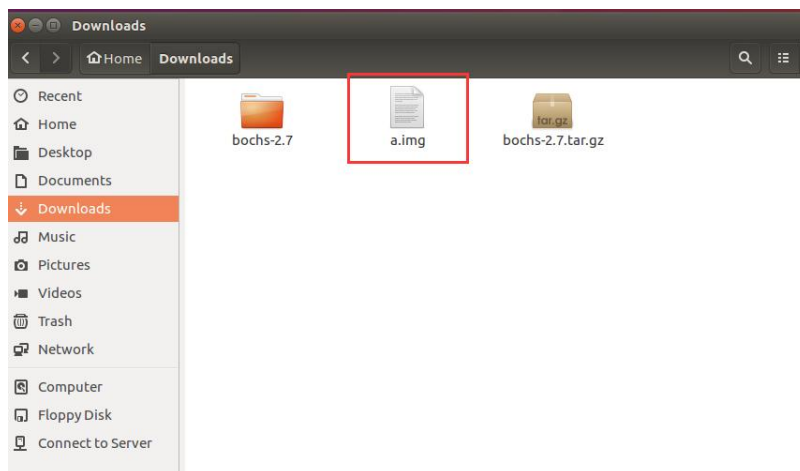 Downloads
Home Downloads
Recent
Home
Desktop
Documents
Downloads
Music
Pictures
Videos
Trash
Network
Computer
Floppy Disk
Connect to Server
bochs-2.7
a.img
tar.gz
bochs-2.7.tar.gz